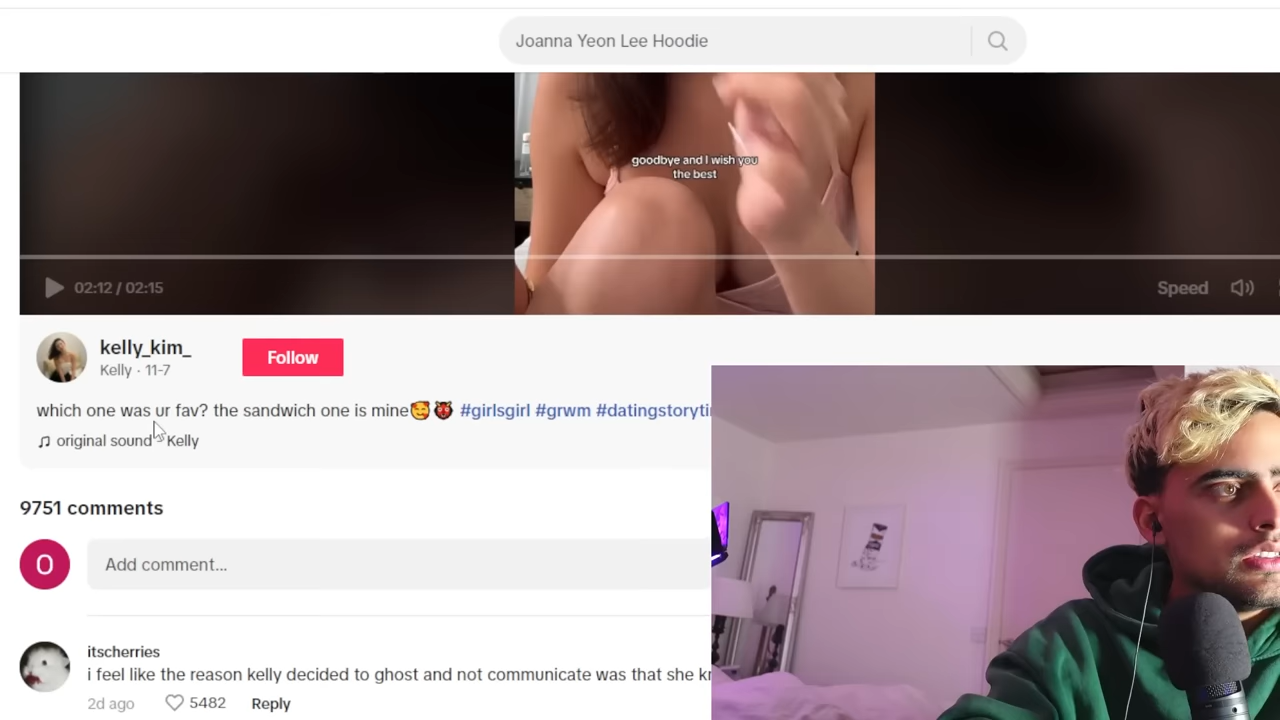 Joanna Yeon Lee Hoodie
goodbye and I wish you
the best
02:12 / 02:15
Speed
kelly_kim_
Kelly · 11-7
Follow
which one was ur fav? the sandwich one is mine🥰👹 #girlsgirl #grwm
original sound Kelly
9751 comments
O
Add comment...
itscherries
i feel like the reason kelly decided to ghost and not communicate was that she
2d ago
5482
Reply